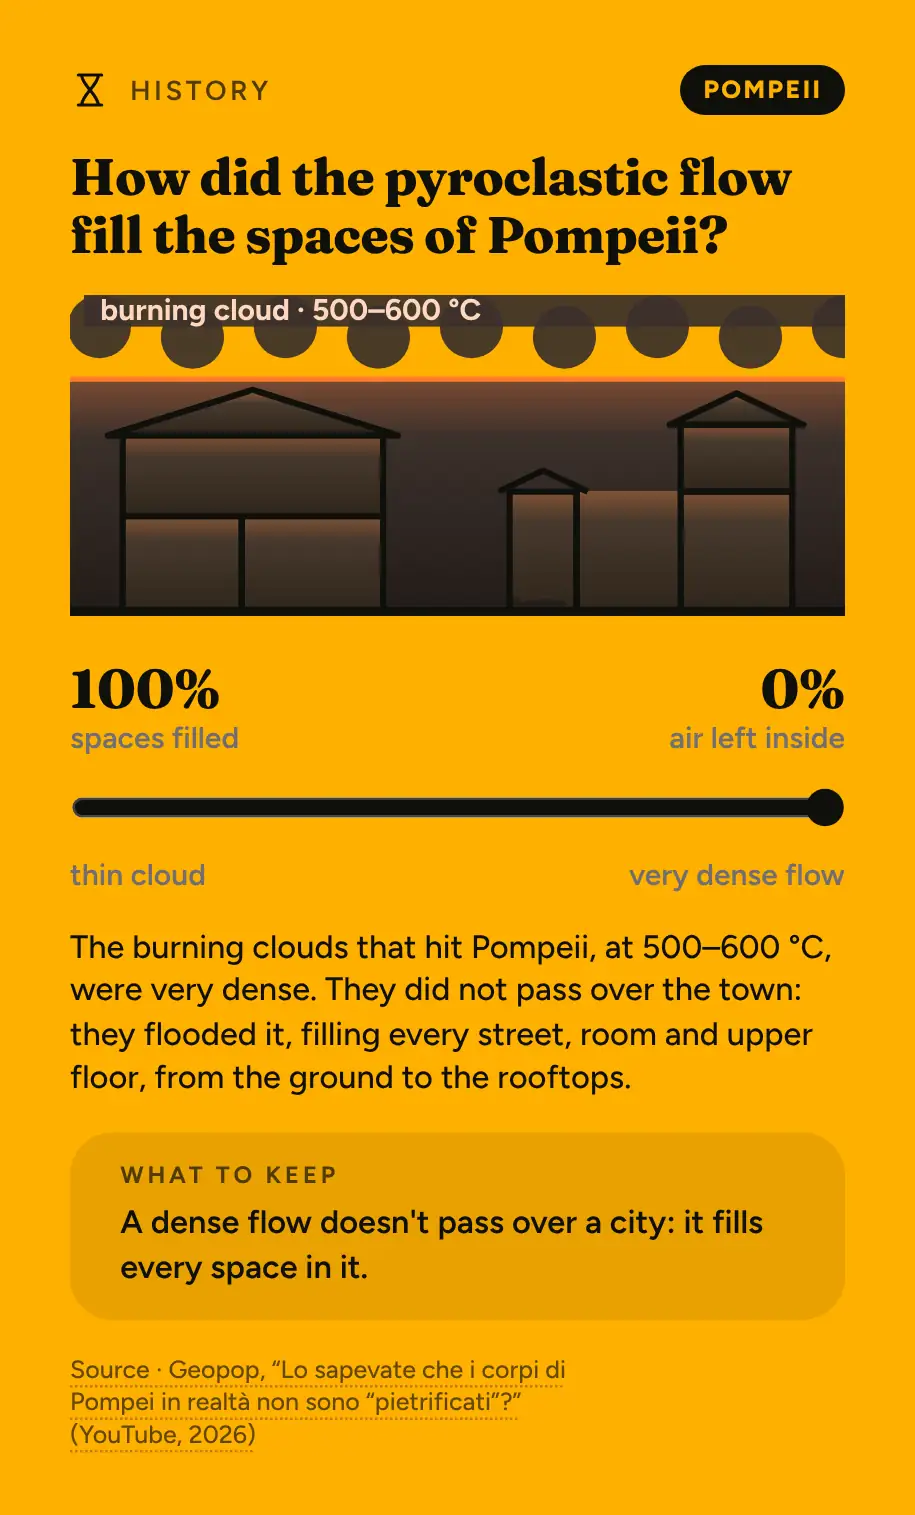 HISTORY
POMPEII
How did the pyroclastic flow
fill the spaces of Pompeii?
burning cloud · 500–600 °C
100%
spaces filled
0%
air left inside
thin cloud
very dense flow
The burning clouds that hit Pompeii, at 500–600 °C,
were very dense. They did not pass over the town:
they flooded it, filling every street, room and upper
floor, from the ground to the rooftops.
WHAT TO KEEP
A dense flow doesn't pass over a city: it fills
every space in it.
Source · Geopop, “Lo sapevate che i corpi di
Pompei in realtà non sono “pietrificati”?”
(YouTube, 2026)